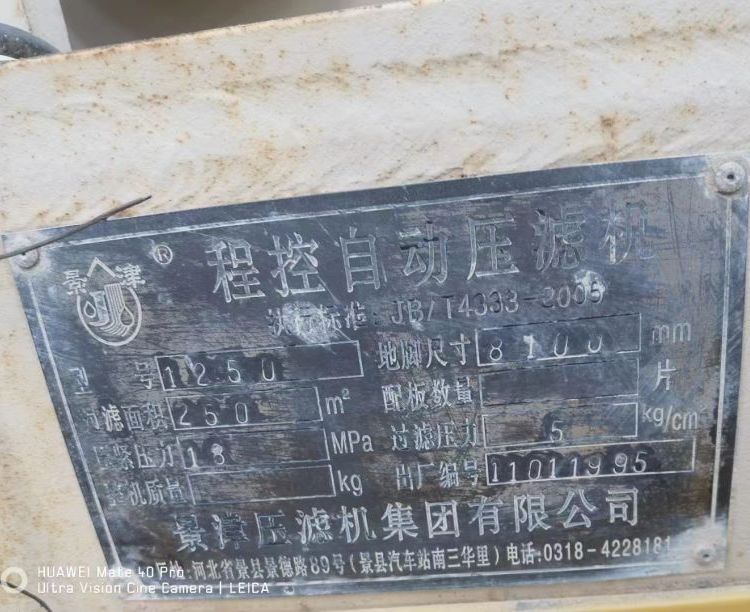 景津 ® 程控自动压滤机
执行标准：JB/T4333-2005
型 号 1250 地脚尺寸 8100 mm
过滤面积 250 m² 配板数量 片
压紧压力 18 MPa 过滤压力 5 kg/cm
整机质量 kg 出厂编号 11011995
景津压滤机集团有限公司
地址:河北省景县景德路89号(景县汽车站南三华里)电话:0318-4228181
HUAWEI Mate 40 Pro
Ultra Vision Cine Camera | LEICA